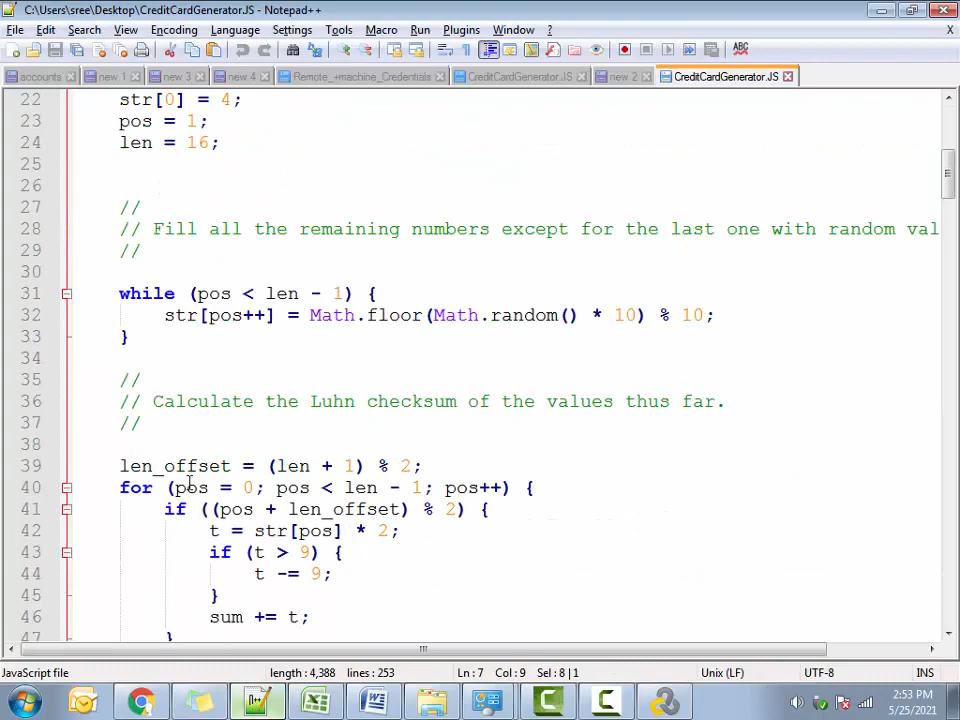 C:\Users\sree\Desktop\CreditCardGenerator.JS - Notepad++
File Edit Search View Encoding Language Settings Tools Macro Run Plugins Window ? X
accounts new 1 new 3 new 4 Remote_+machine_Credentials CreditCardGenerator.JS new 2 CreditCardGenerator.JS
22 str[0] = 4;
23 pos = 1;
24 len = 16;
25
26
27 //
28 // Fill all the remaining numbers except for the last one with random val
29 //
30
31 while (pos < len - 1) {
32 str[pos++] = Math.floor(Math.random() * 10) % 10;
33 }
34
35 //
36 // Calculate the Luhn checksum of the values thus far.
37 //
38
39 len_offset = (len + 1) % 2;
40 for (pos = 0; pos < len - 1; pos++) {
41 if ((pos + len_offset) % 2) {
42 t = str[pos] * 2;
43 if (t > 9) {
44 t -= 9;
45 }
46 sum += t;
47 }
JavaScript file length : 4,388 lines : 253 Ln : 7 Col : 9 Sel : 8 | 1 Unix (LF) UTF-8 INS
2:53 PM
5/25/2021